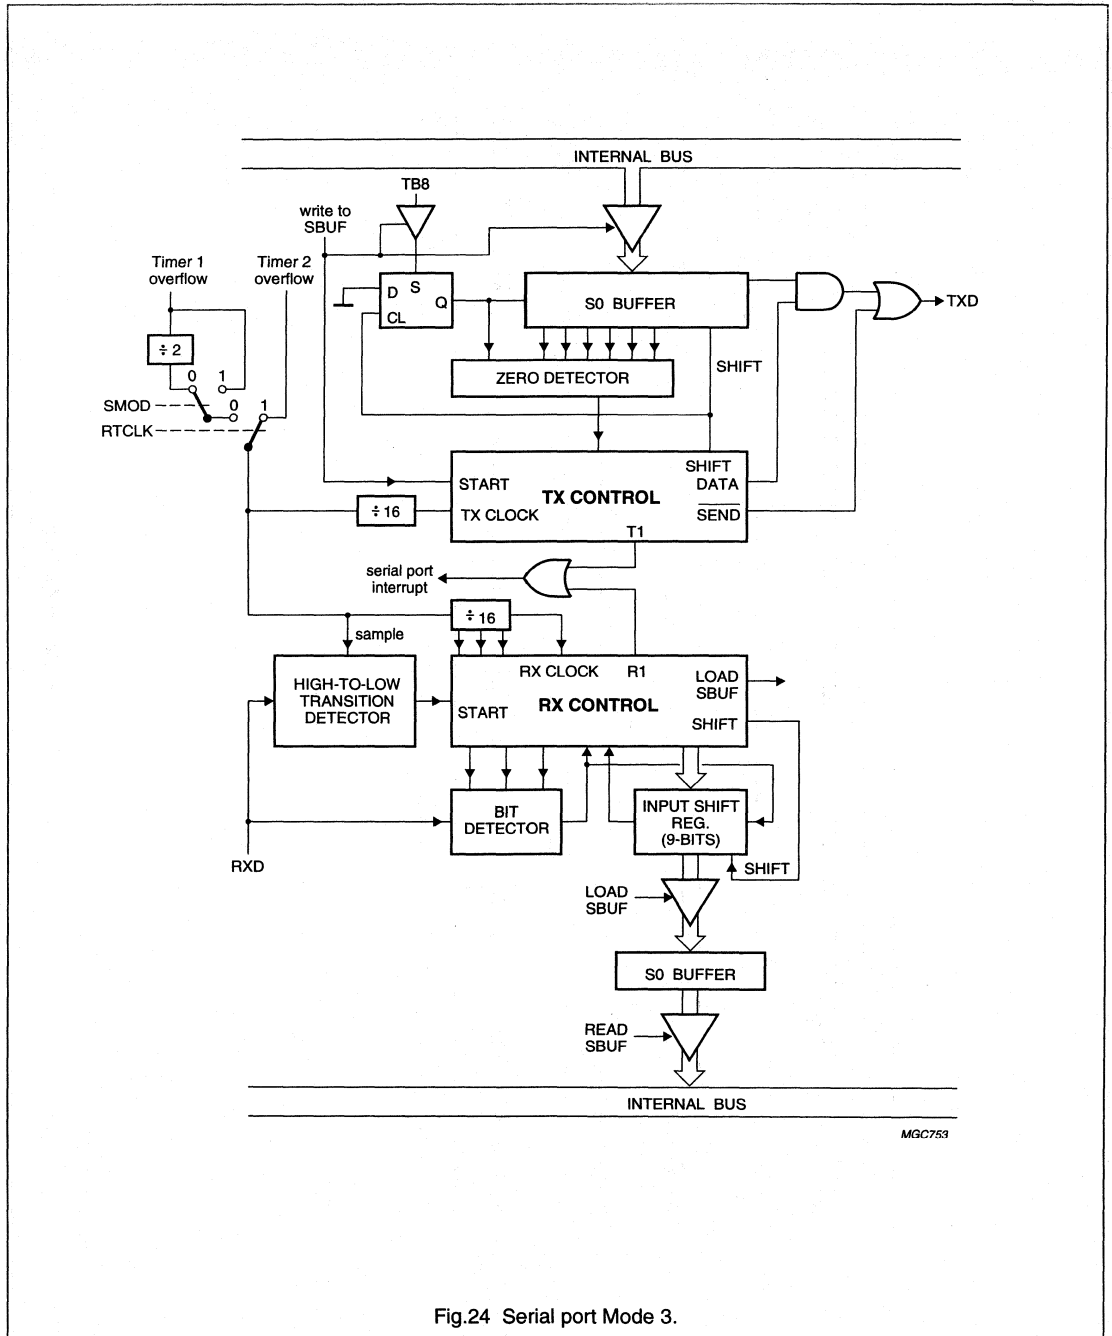 INTERNAL BUS
TB8
write to
SBUF
Timer 1
overflow
Timer 2
overflow
D
S
Q
CL
S0 BUFFER
TXD
÷ 2
ZERO DETECTOR
SHIFT
0
1
SMOD
0
1
RTCLK
START
SHIFT
DATA
TX CONTROL
÷ 16
TX CLOCK
SEND
T1
serial port
interrupt
÷ 16
sample
HIGH-TO-LOW
TRANSITION
DETECTOR
RX CLOCK
R1
LOAD
SBUF
START
RX CONTROL
SHIFT
BIT
DETECTOR
INPUT SHIFT
REG.
(9-BITS)
RXD
SHIFT
LOAD
SBUF
S0 BUFFER
READ
SBUF
INTERNAL BUS
MGC753
Fig.24 Serial port Mode 3.